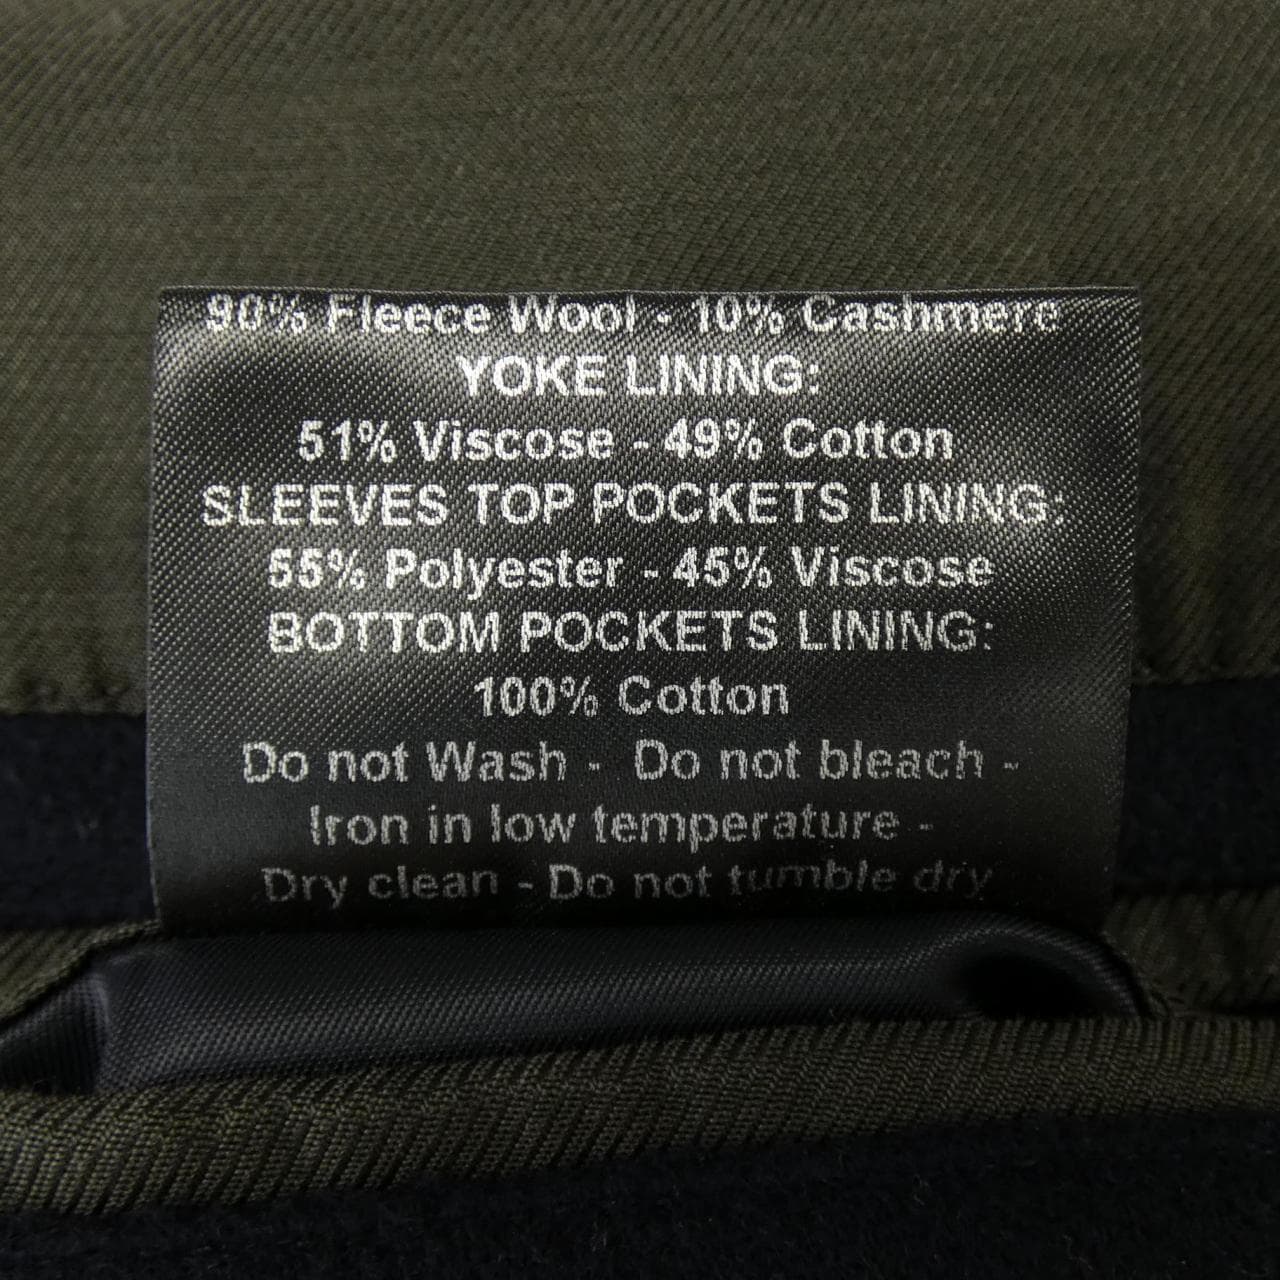 90% Fleece Wool - 10% Cashmere
YOKE LINING:
51% Viscose - 49% Cotton
SLEEVES TOP POCKETS LINING:
55% Polyester - 45% Viscose
BOTTOM POCKETS LINING:
100% Cotton
Do not Wash - Do not bleach -
Iron in low temperature -
Dry clean - Do not tumble dry